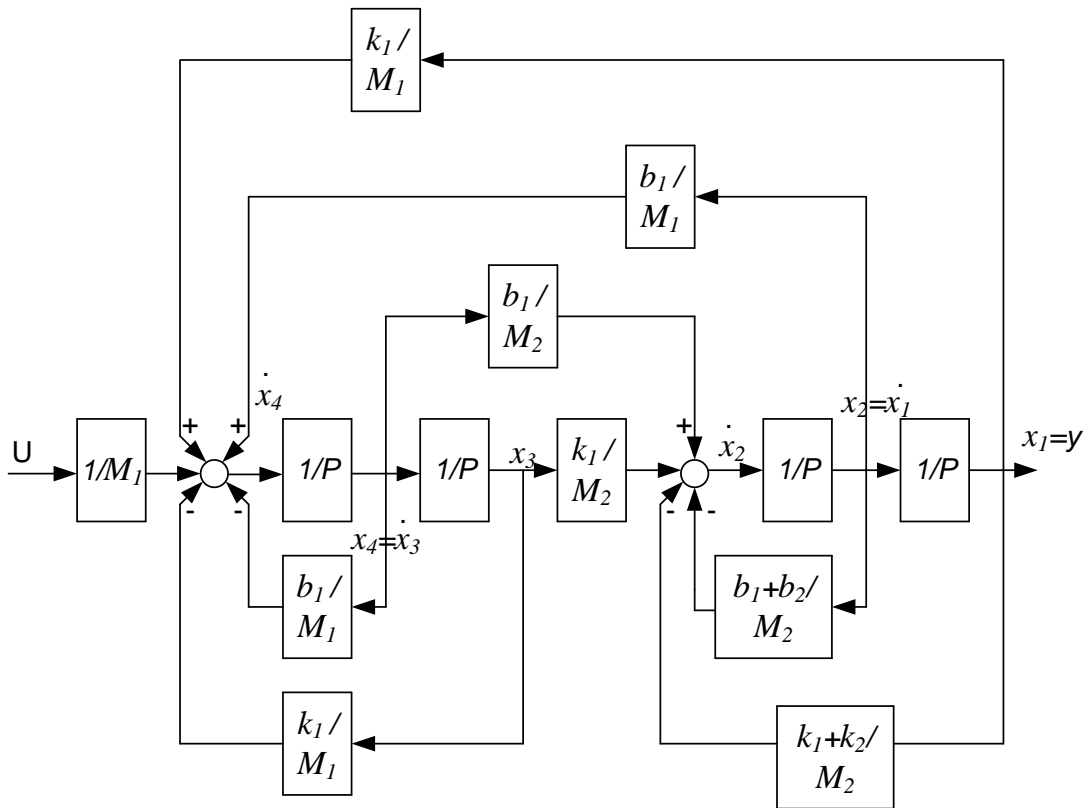 k₁/
M₁
b₁/
M₁
b₁/
M₂
ẋ₄
x₂=ẋ₁
+
+
+
U
1/M₁
1/P
1/P
x₃
k₁/
M₂
ẋ₂
1/P
1/P
x₁=y
-
-
-
-
x₄=ẋ₃
b₁/
M₁
b₁+b₂/
M₂
k₁/
M₁
k₁+k₂/
M₂